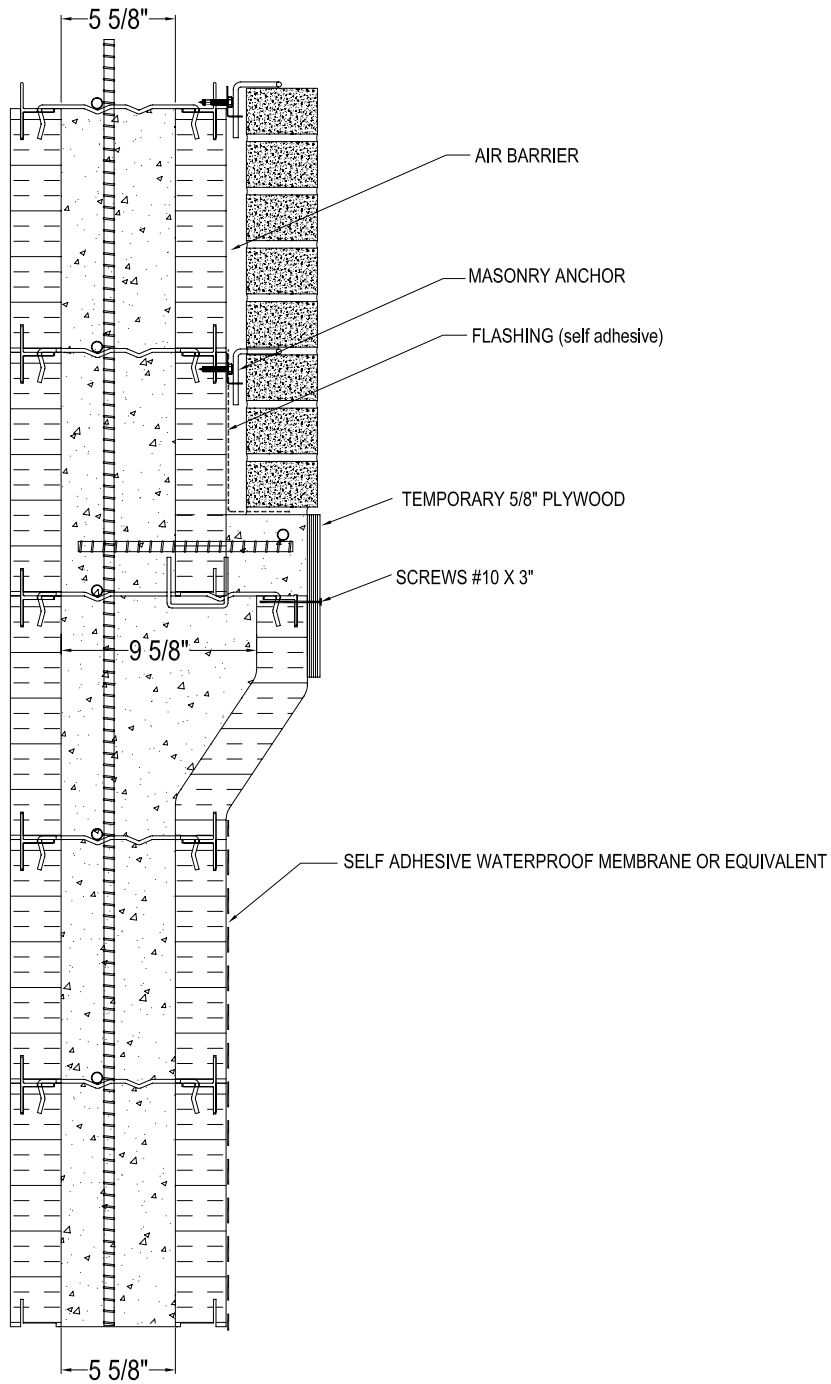 5 5/8"
AIR BARRIER
MASONRY ANCHOR
FLASHING (self adhesive)
TEMPORARY 5/8" PLYWOOD
SCREWS #10 X 3"
9 5/8"
SELF ADHESIVE WATERPROOF MEMBRANE OR EQUIVALENT
5 5/8"